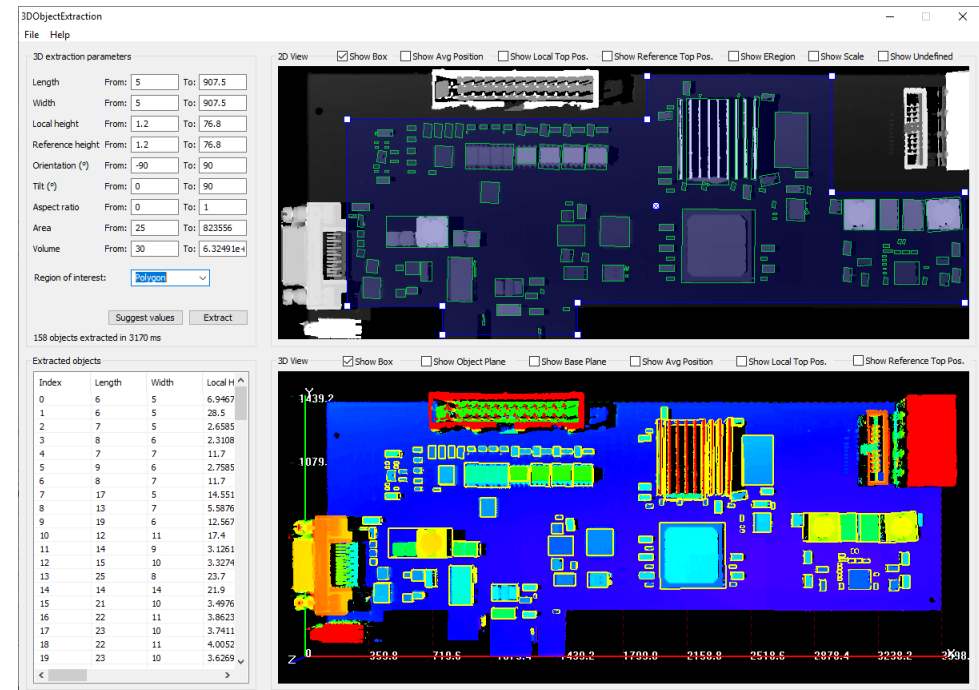 3DObjectExtraction
File Help
3D extraction parameters
Length From: 5 To: 907.5
Width From: 5 To: 907.5
Local height From: 1.2 To: 76.8
Reference height From: 1.2 To: 76.8
Orientation (°) From: -90 To: 90
Tilt (°) From: 0 To: 90
Aspect ratio From: 0 To: 1
Area From: 25 To: 823556
Volume From: 30 To: 6.32491e+
Region of interest: Polygon
Suggest values Extract
158 objects extracted in 3170 ms
2D View Show Box Show Avg Position Show Local Top Pos. Show Reference Top Pos. Show ERegion Show Scale Show Undefined
Extracted objects
Index Length Width Local H
0 6 5 6.9467
1 6 5 28.5
2 7 5 2.6585
3 8 6 2.3108
4 7 7 11.7
5 9 6 2.7585
6 8 7 11.7
7 17 5 14.551
8 13 7 5.5876
9 19 6 12.567
10 12 11 17.4
11 14 9 3.1261
12 15 10 3.3274
13 25 8 23.7
14 14 14 21.9
15 21 10 3.4976
16 22 11 3.8623
17 23 10 3.7411
18 22 11 4.0052
19 23 10 3.6269
3D View Show Box Show Object Plane Show Base Plane Show Avg Position Show Local Top Pos. Show Reference Top Pos.
Y
1439.2
1079.
Z 0 359.8 719.6 1079.4 1439.2 1798.8 2158.8 2518.6 2878.4 3238.2